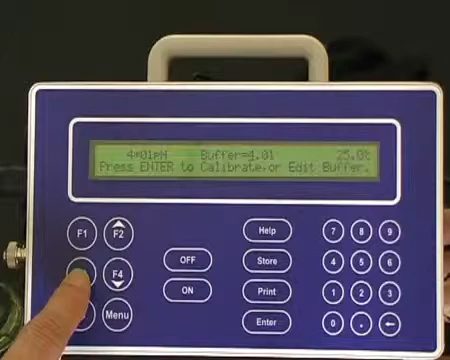 4*01pH Buffer=4.01 25.0c
Press ENTER to Calibrate,or Edit Buffer.
F1 F2 Help 7 8 9
OFF Store 4 5 6
F4
ON Print 1 2 3
Menu Enter 0 . ←